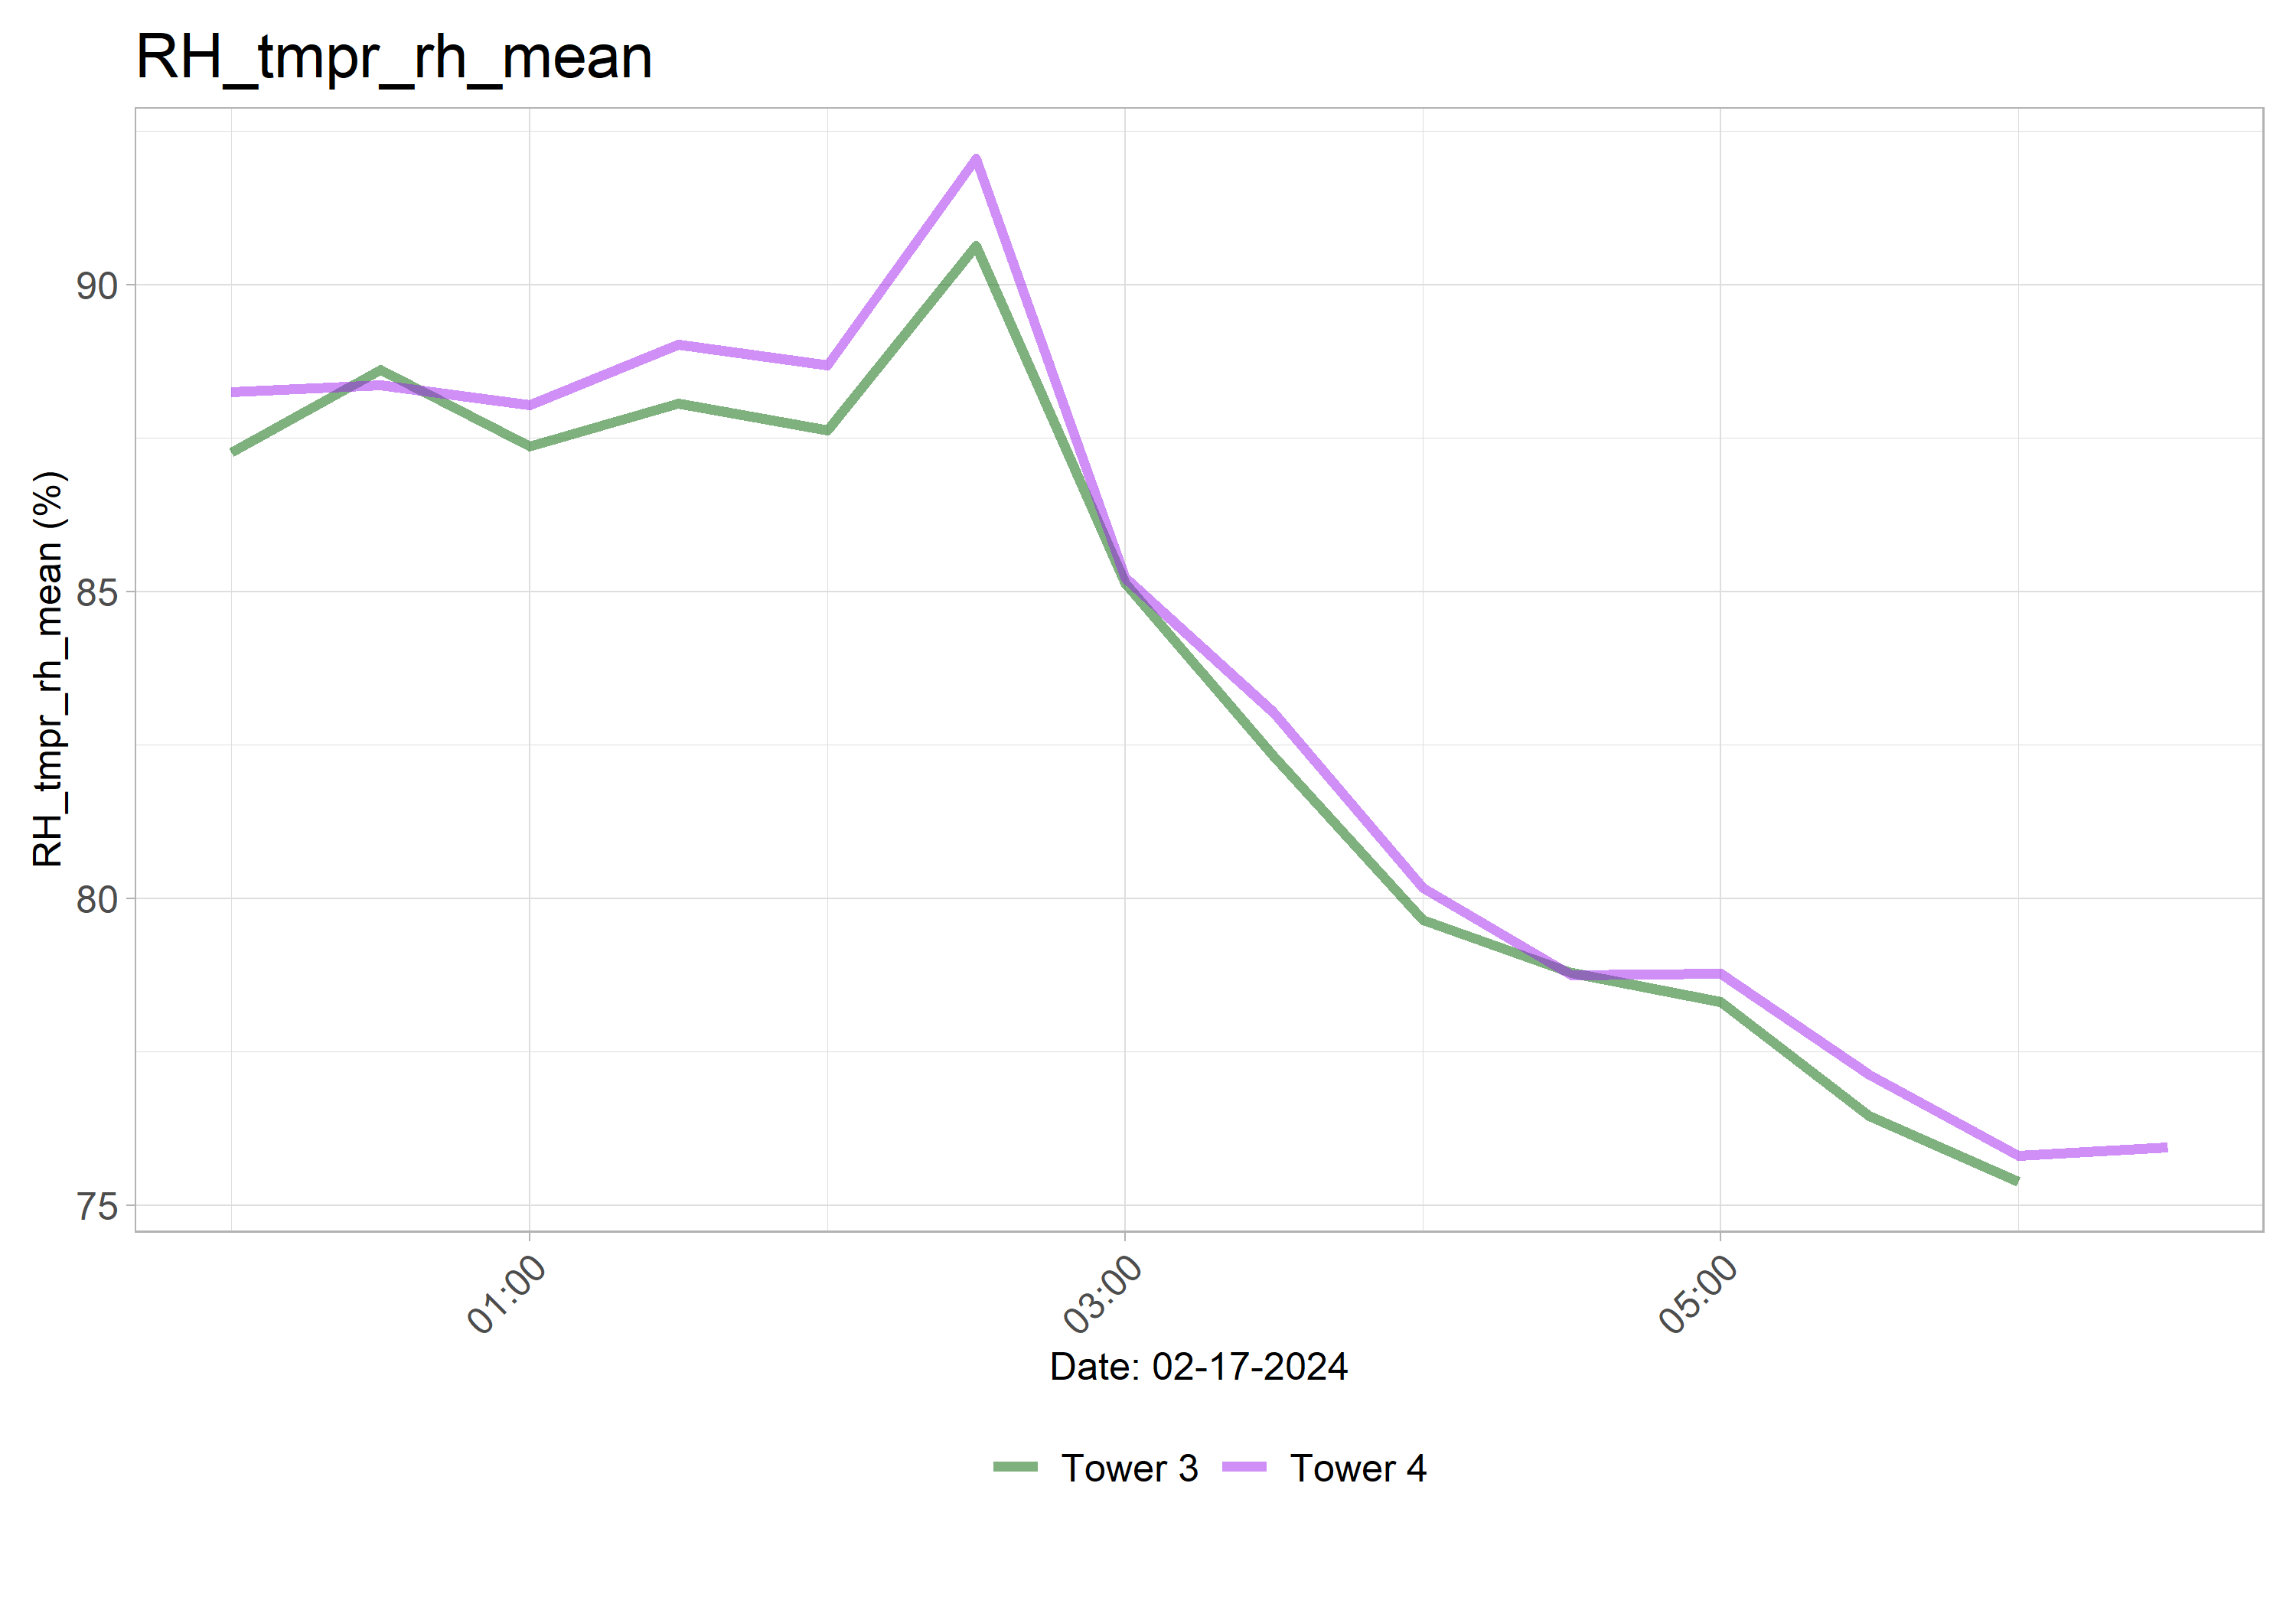 RH_tmpr_rh_mean
RH_tmpr_rh_mean (%)
90
85
80
75
01:00
03:00
05:00
Date: 02-17-2024
Tower 3
Tower 4